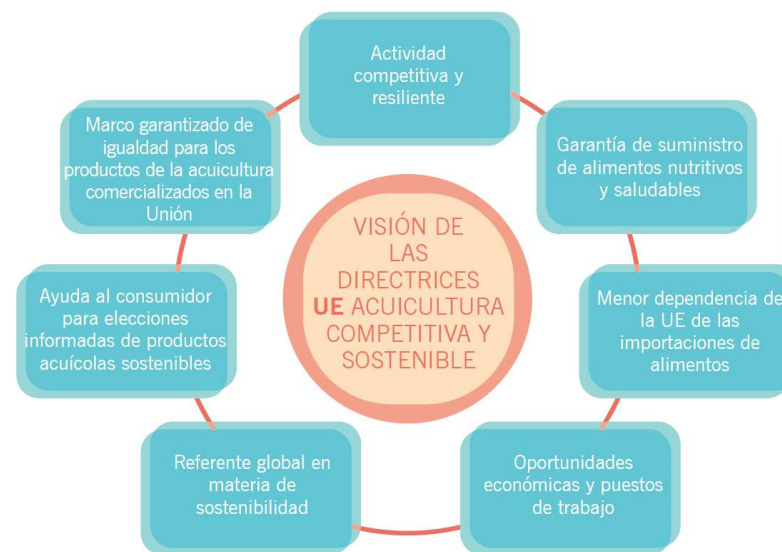 Actividad
competitiva y
resiliente
Garantía de suministro
de alimentos nutritivos
y saludables
Menor dependencia de
la UE de las
importaciones de
alimentos
Oportunidades
económicas y puestos
de trabajo
Referente global en
materia de
sostenibilidad
Ayuda al consumidor
para elecciones
informadas de productos
acuícolas sostenibles
Marco garantizado de
igualdad para los
productos de la acuicultura
comercializados en la
Unión
VISIÓN DE
LAS
DIRECTRICES
UE ACUICULTURA
COMPETITIVA Y
SOSTENIBLE